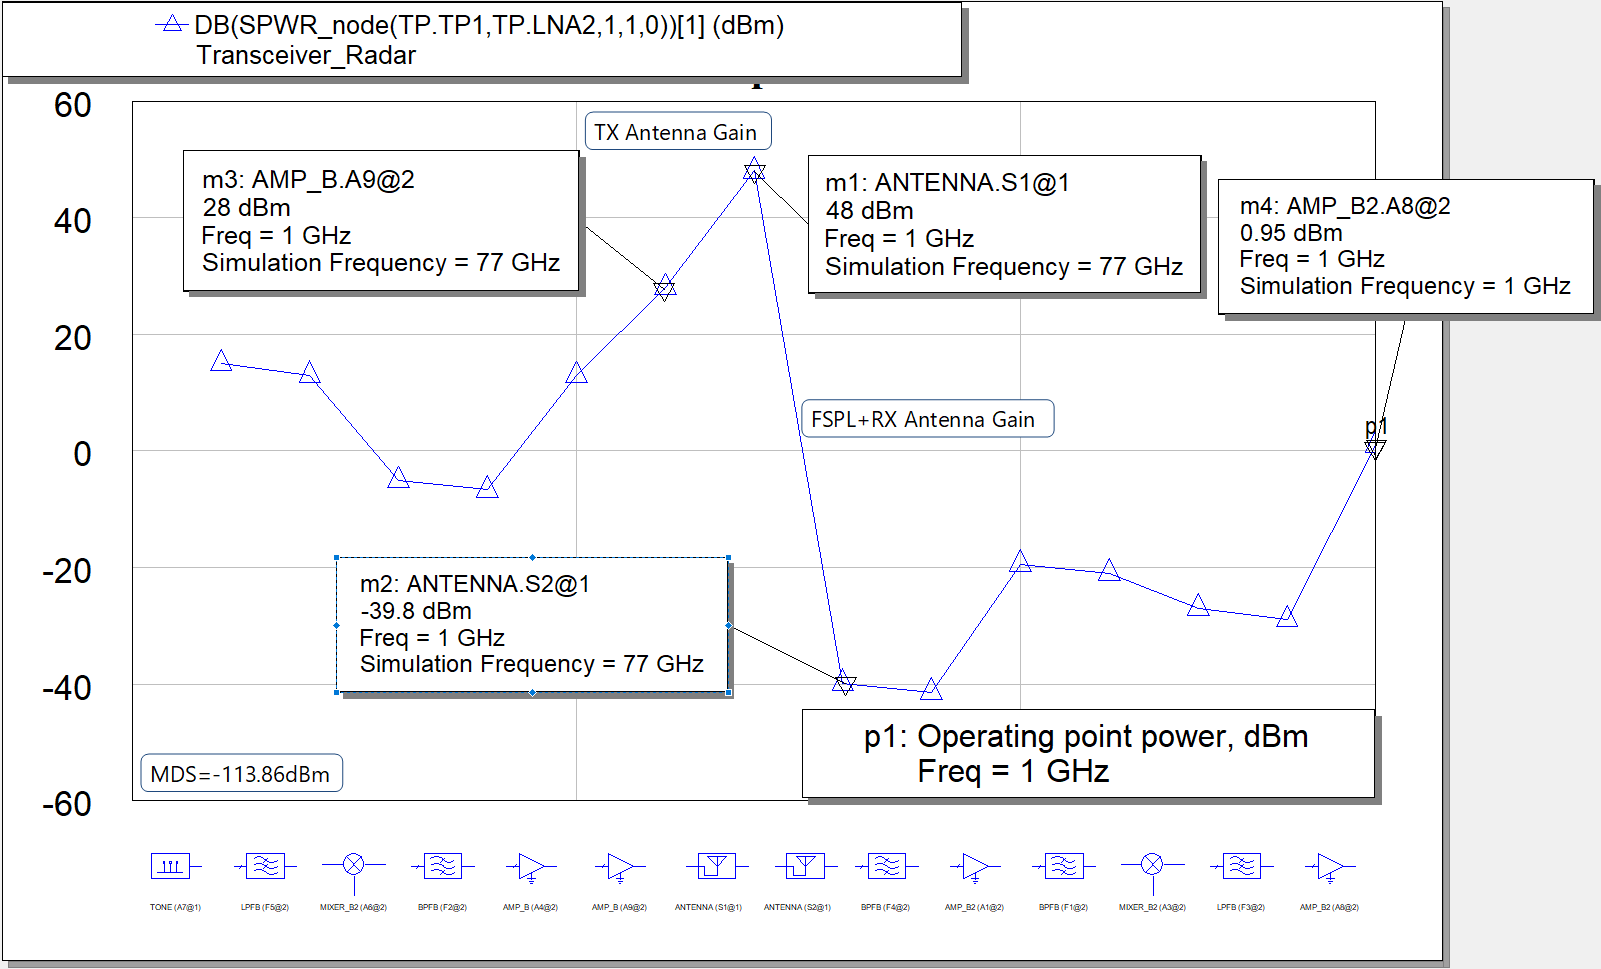 DB(SPWR_node(TP.TP1,TP.LNA2,1,1,0))[1] (dBm)
Transceiver_Radar
60
40
20
0
-20
-40
-60
TX Antenna Gain
m3: AMP_B.A9@2
28 dBm
Freq = 1 GHz
Simulation Frequency = 77 GHz
m1: ANTENNA.S1@1
48 dBm
Freq = 1 GHz
Simulation Frequency = 77 GHz
m4: AMP_B2.A8@2
0.95 dBm
Freq = 1 GHz
Simulation Frequency = 1 GHz
FSPL+RX Antenna Gain
p1
m2: ANTENNA.S2@1
-39.8 dBm
Freq = 1 GHz
Simulation Frequency = 77 GHz
p1: Operating point power, dBm
Freq = 1 GHz
MDS=-113.86dBm
TONE (A7@1)
LPFB (F5@2)
MIXER_B2 (A6@2)
BPFB (F2@2)
AMP_B (A4@2)
AMP_B (A9@2)
ANTENNA (S1@1)
ANTENNA (S2@1)
BPFB (F4@2)
AMP_B2 (A1@2)
BPFB (F1@2)
MIXER_B2 (A3@2)
LPFB (F3@2)
AMP_B2 (A8@2)